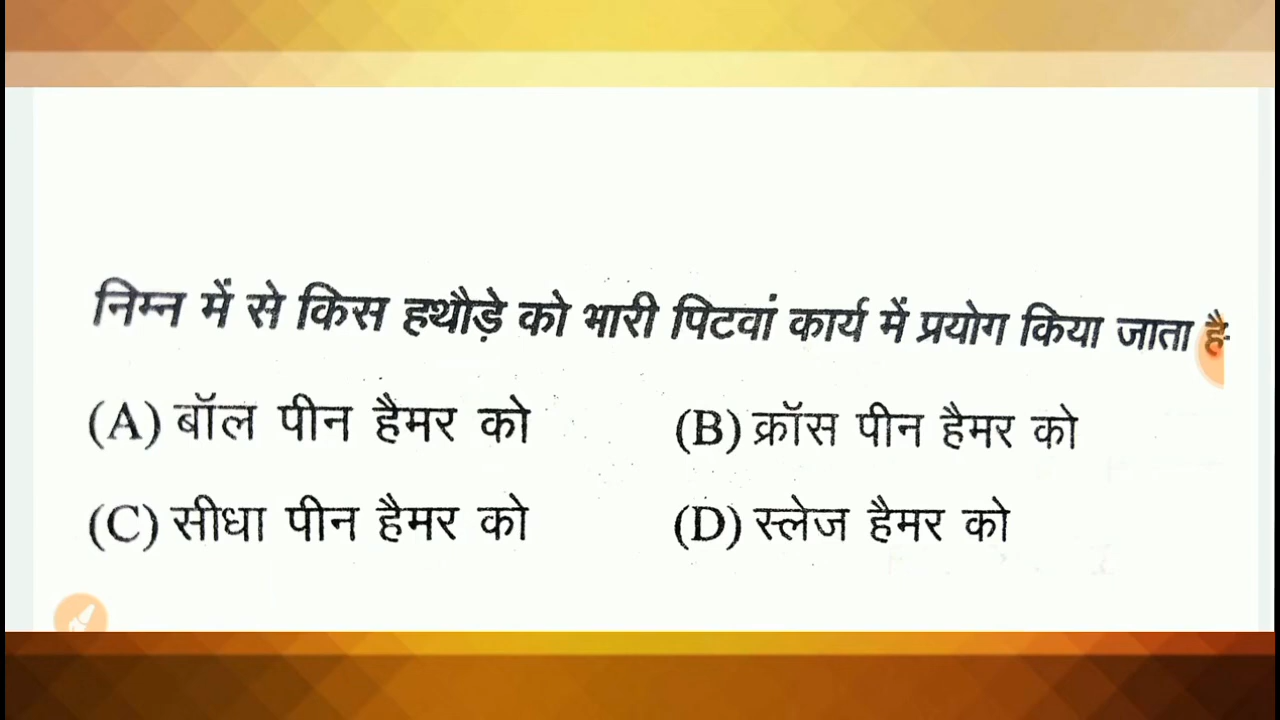 निम्न में से किस हथौड़े को भारी पिटवां कार्य में प्रयोग किया जाता है-
(A) बॉल पीन हैमर को (B) क्रॉस पीन हैमर को
(C) सीधा पीन हैमर को (D) स्लेज हैमर को